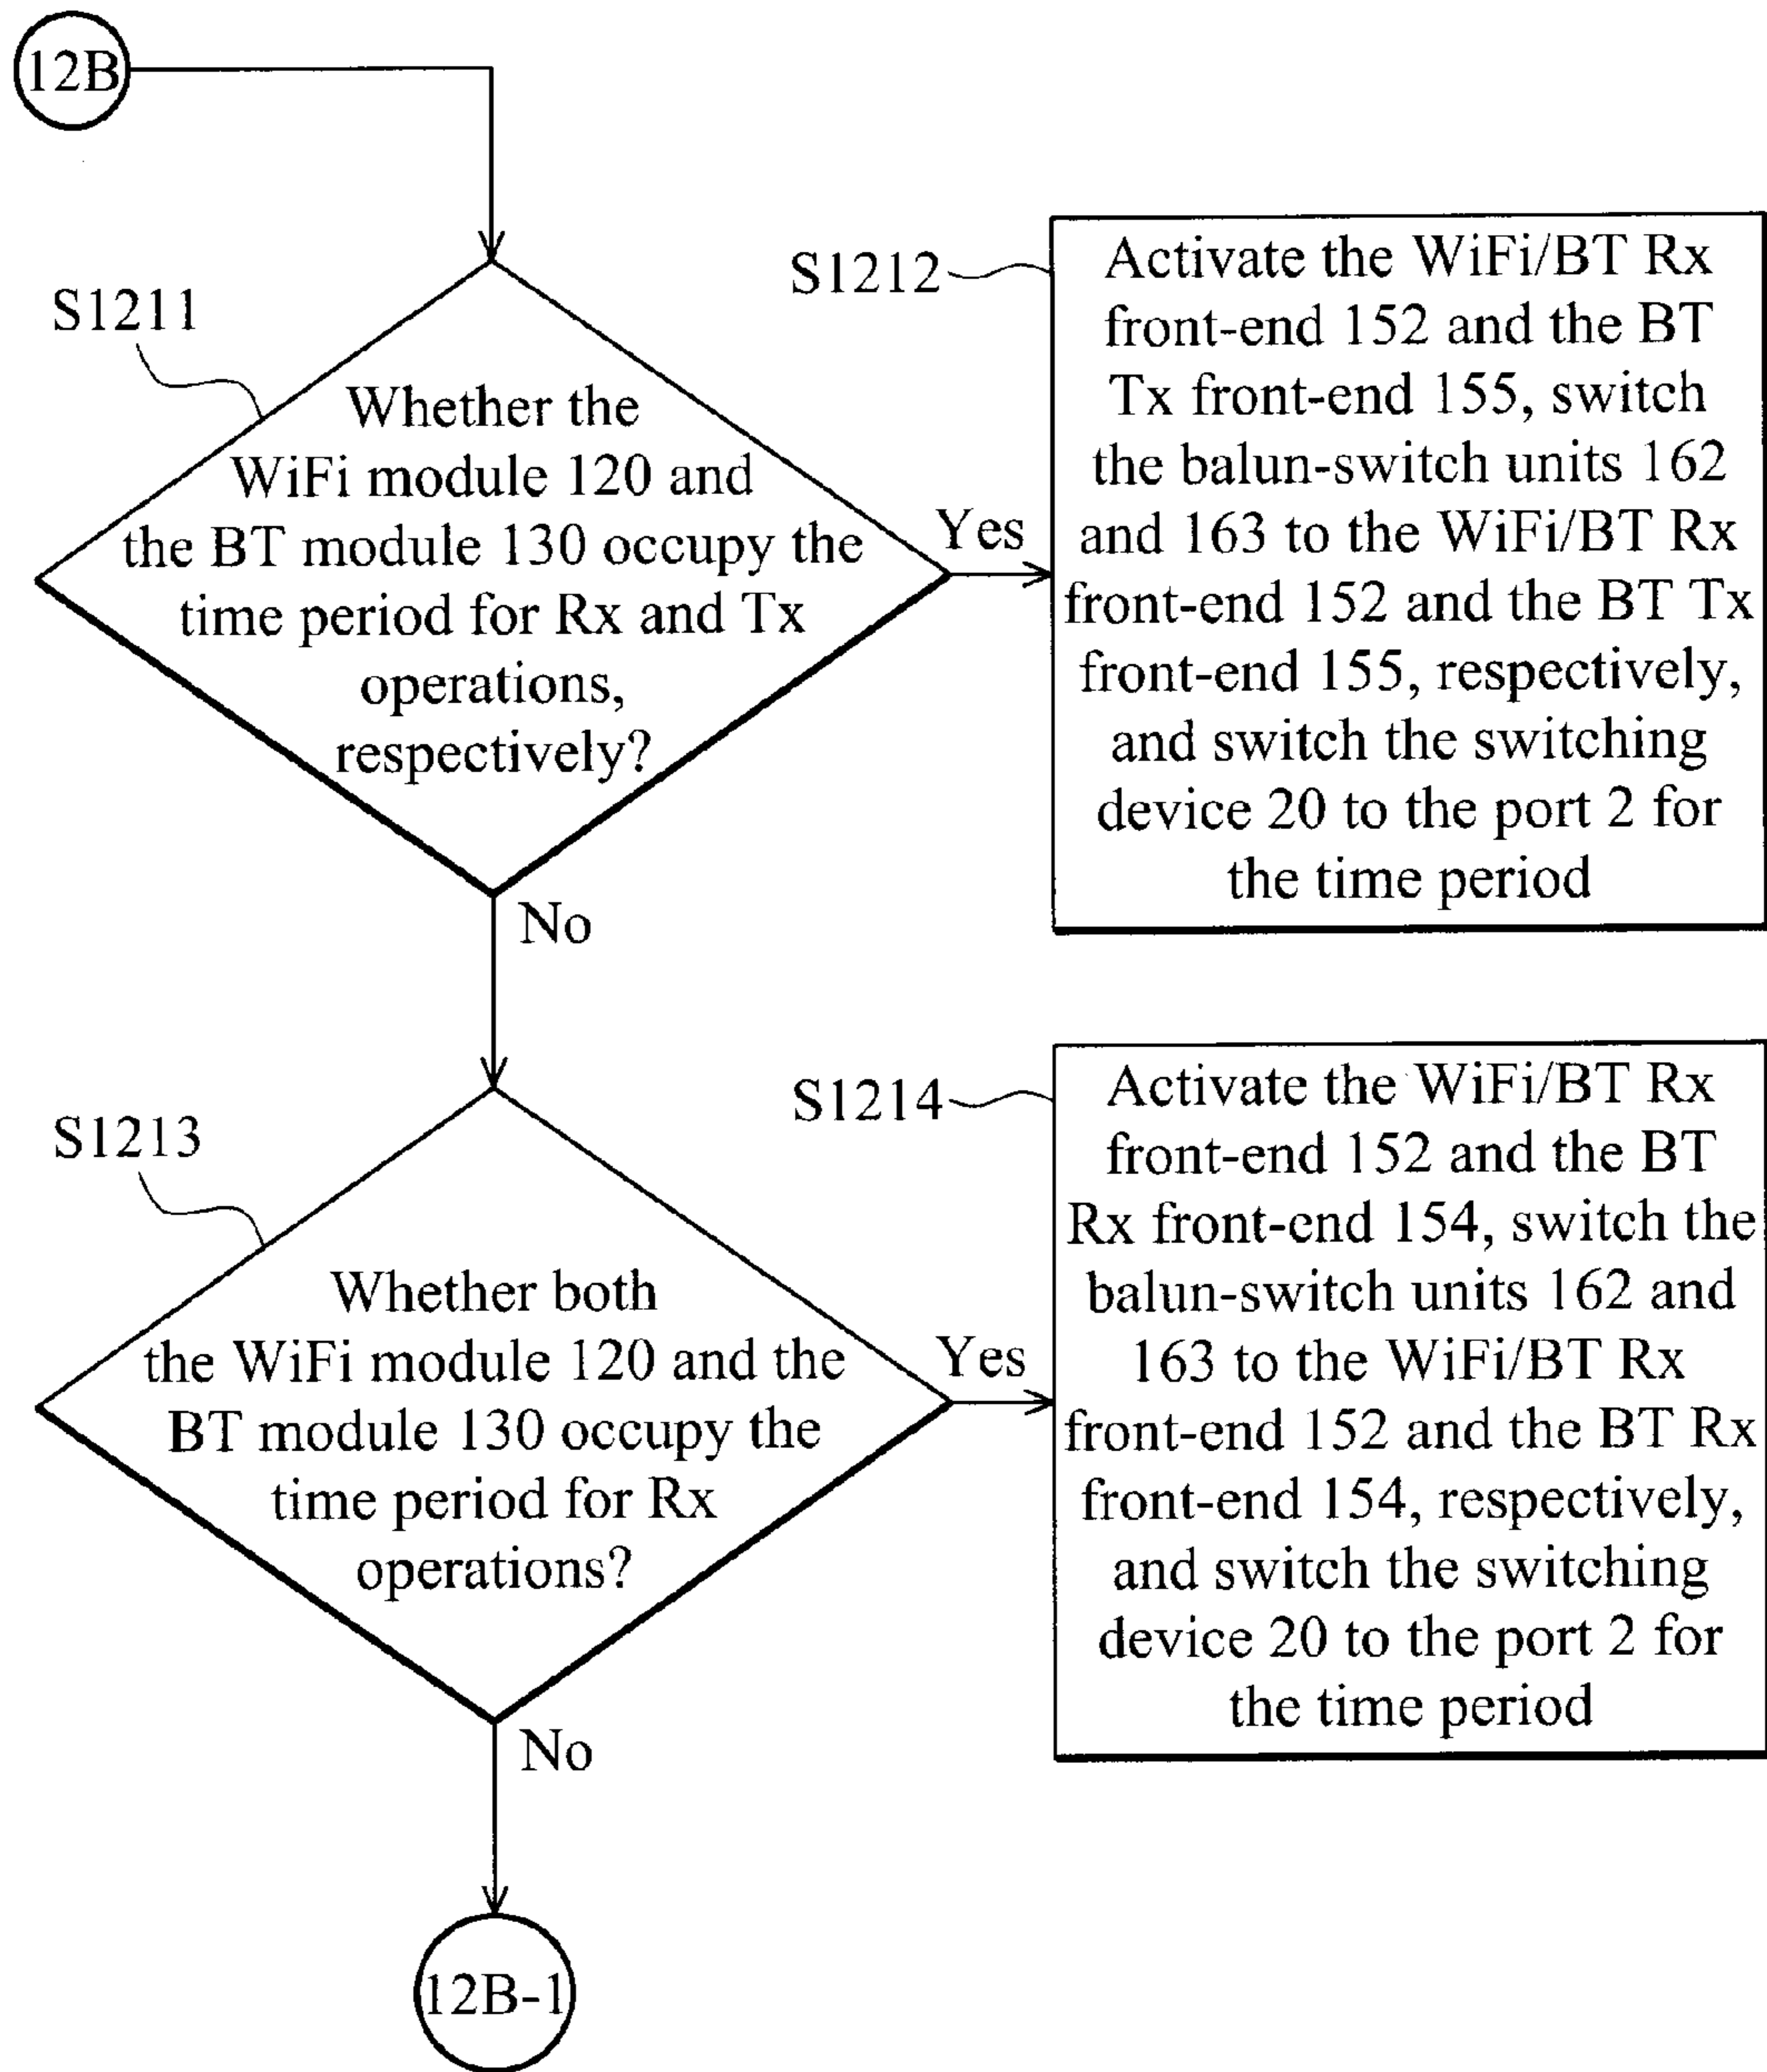 12B
S1211
Whether the
WiFi module 120 and
the BT module 130 occupy the
time period for Rx and Tx
operations,
respectively?
Yes
S1212
Activate the WiFi/BT Rx
front-end 152 and the BT
Tx front-end 155, switch
the balun-switch units 162
and 163 to the WiFi/BT Rx
front-end 152 and the BT Tx
front-end 155, respectively,
and switch the switching
device 20 to the port 2 for
the time period
No
S1213
Whether both
the WiFi module 120 and the
BT module 130 occupy the
time period for Rx
operations?
Yes
S1214
Activate the WiFi/BT Rx
front-end 152 and the BT
Rx front-end 154, switch the
balun-switch units 162 and
163 to the WiFi/BT Rx
front-end 152 and the BT Rx
front-end 154, respectively,
and switch the switching
device 20 to the port 2 for
the time period
No
12B-1